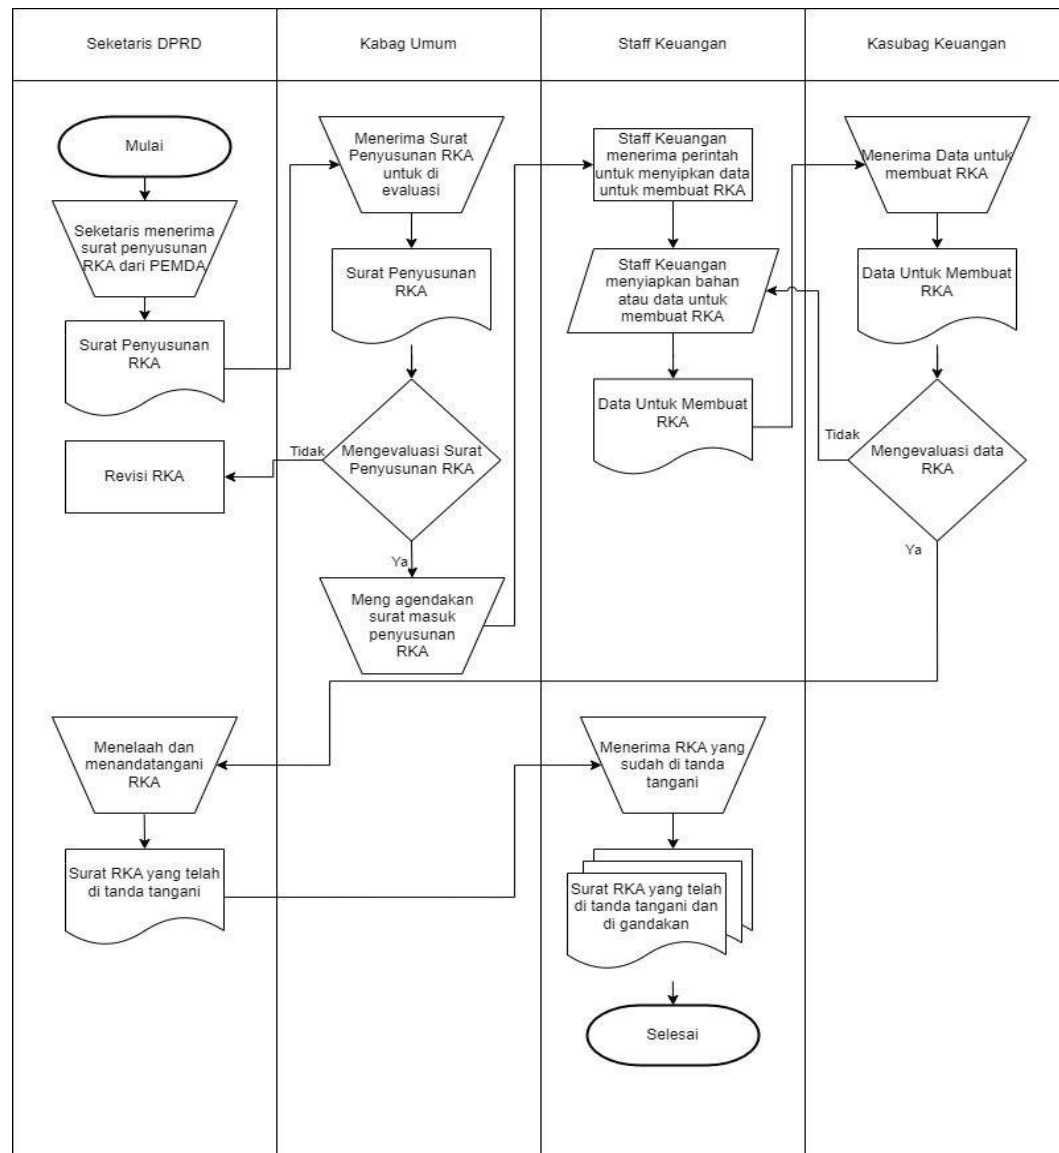 Seketaris DPRD
Kabag Umum
Staff Keuangan
Kasubag Keuangan
Mulai
Seketaris menerima
surat penyusunan
RKA dari PEMDA
Surat Penyusunan
RKA
Revisi RKA
Menerima Surat
Penyusunan RKA
untuk di
evaluasi
Surat Penyusunan
RKA
Tidak
Mengevaluasi Surat
Penyusunan RKA
Ya
Meng agendakan
surat masuk
penyusunan
RKA
Staff Keuangan
menerima perintah
untuk menyipkan data
untuk membuat RKA
Staff Keuangan
menyiapkan bahan
atau data untuk
membuat RKA
Data Untuk Membuat
RKA
Menerima Data untuk
membuat RKA
Data Untuk Membuat
RKA
Tidak
Mengevaluasi data
RKA
Ya
Menelaah dan
menandatangani
RKA
Surat RKA yang telah
di tanda tangani
Menerima RKA yang
sudah di tanda
tangani
Surat RKA yang telah
di tanda tangani dan
di gandakan
Selesai